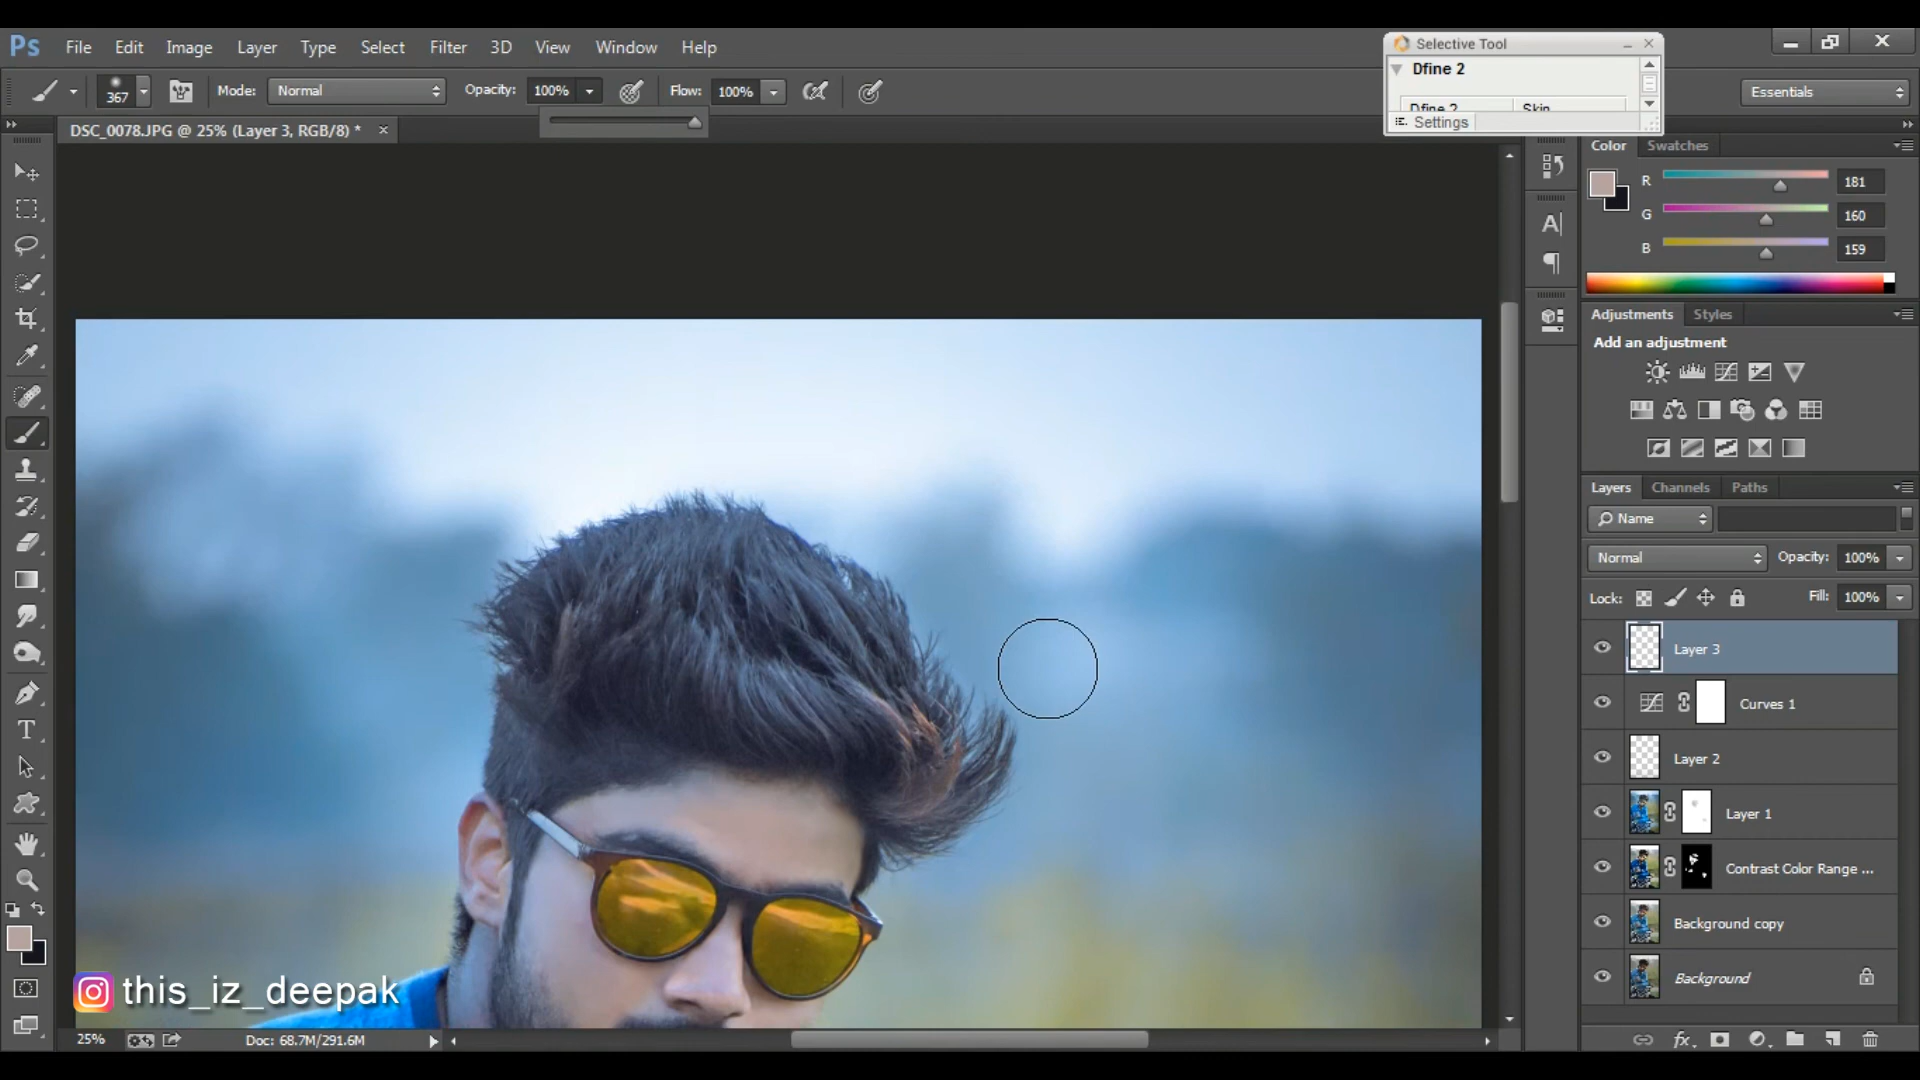 Ps File Edit Image Layer Type Select Filter 3D View Window Help
Selective Tool
Dfine 2
Dfine 2 Skin
Settings
367 Mode: Normal Opacity: 100% Flow: 100%
Essentials
DSC_0078.JPG @ 25% (Layer 3, RGB/8) *
Color Swatches
R 181
G 160
B 159
Adjustments Styles
Add an adjustment
Layers Channels Paths
Name
Normal Opacity: 100%
Lock: Fill: 100%
Layer 3
Curves 1
Layer 2
Layer 1
Contrast Color Range ...
Background copy
Background
this_iz_deepak
25% Doc: 68.7M/291.6M